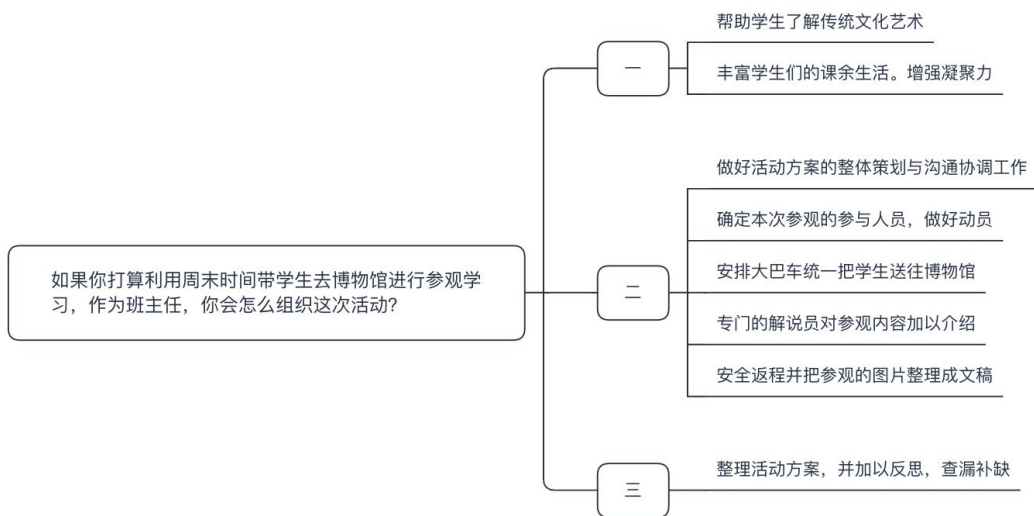 如果你打算利用周末时间带学生去博物馆进行参观学
习，作为班主任，你会怎么组织这次活动？
一
帮助学生了解传统文化艺术
丰富学生们的课余生活。增强凝聚力
二
做好活动方案的整体策划与沟通协调工作
确定本次参观的参与人员，做好动员
安排大巴车统一把学生送往博物馆
专门的解说员对参观内容加以介绍
安全返程并把参观的图片整理成文稿
三
整理活动方案，并加以反思，查漏补缺